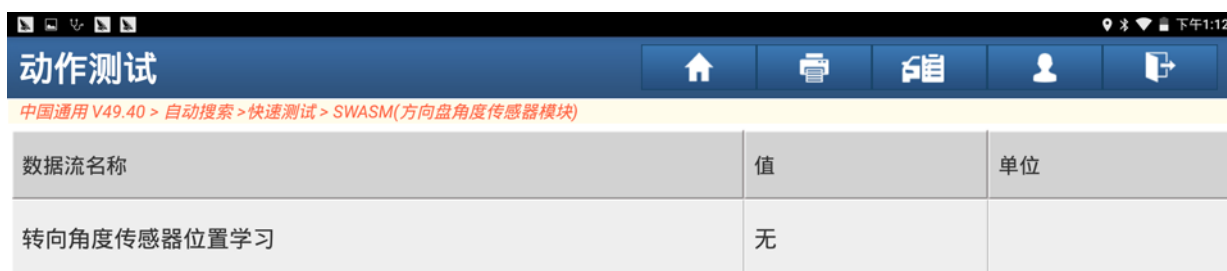 下午1:12
动作测试
中国通用 V49.40 > 自动搜索 >快速测试 > SWASM(方向盘角度传感器模块)
数据流名称 值 单位
转向角度传感器位置学习 无